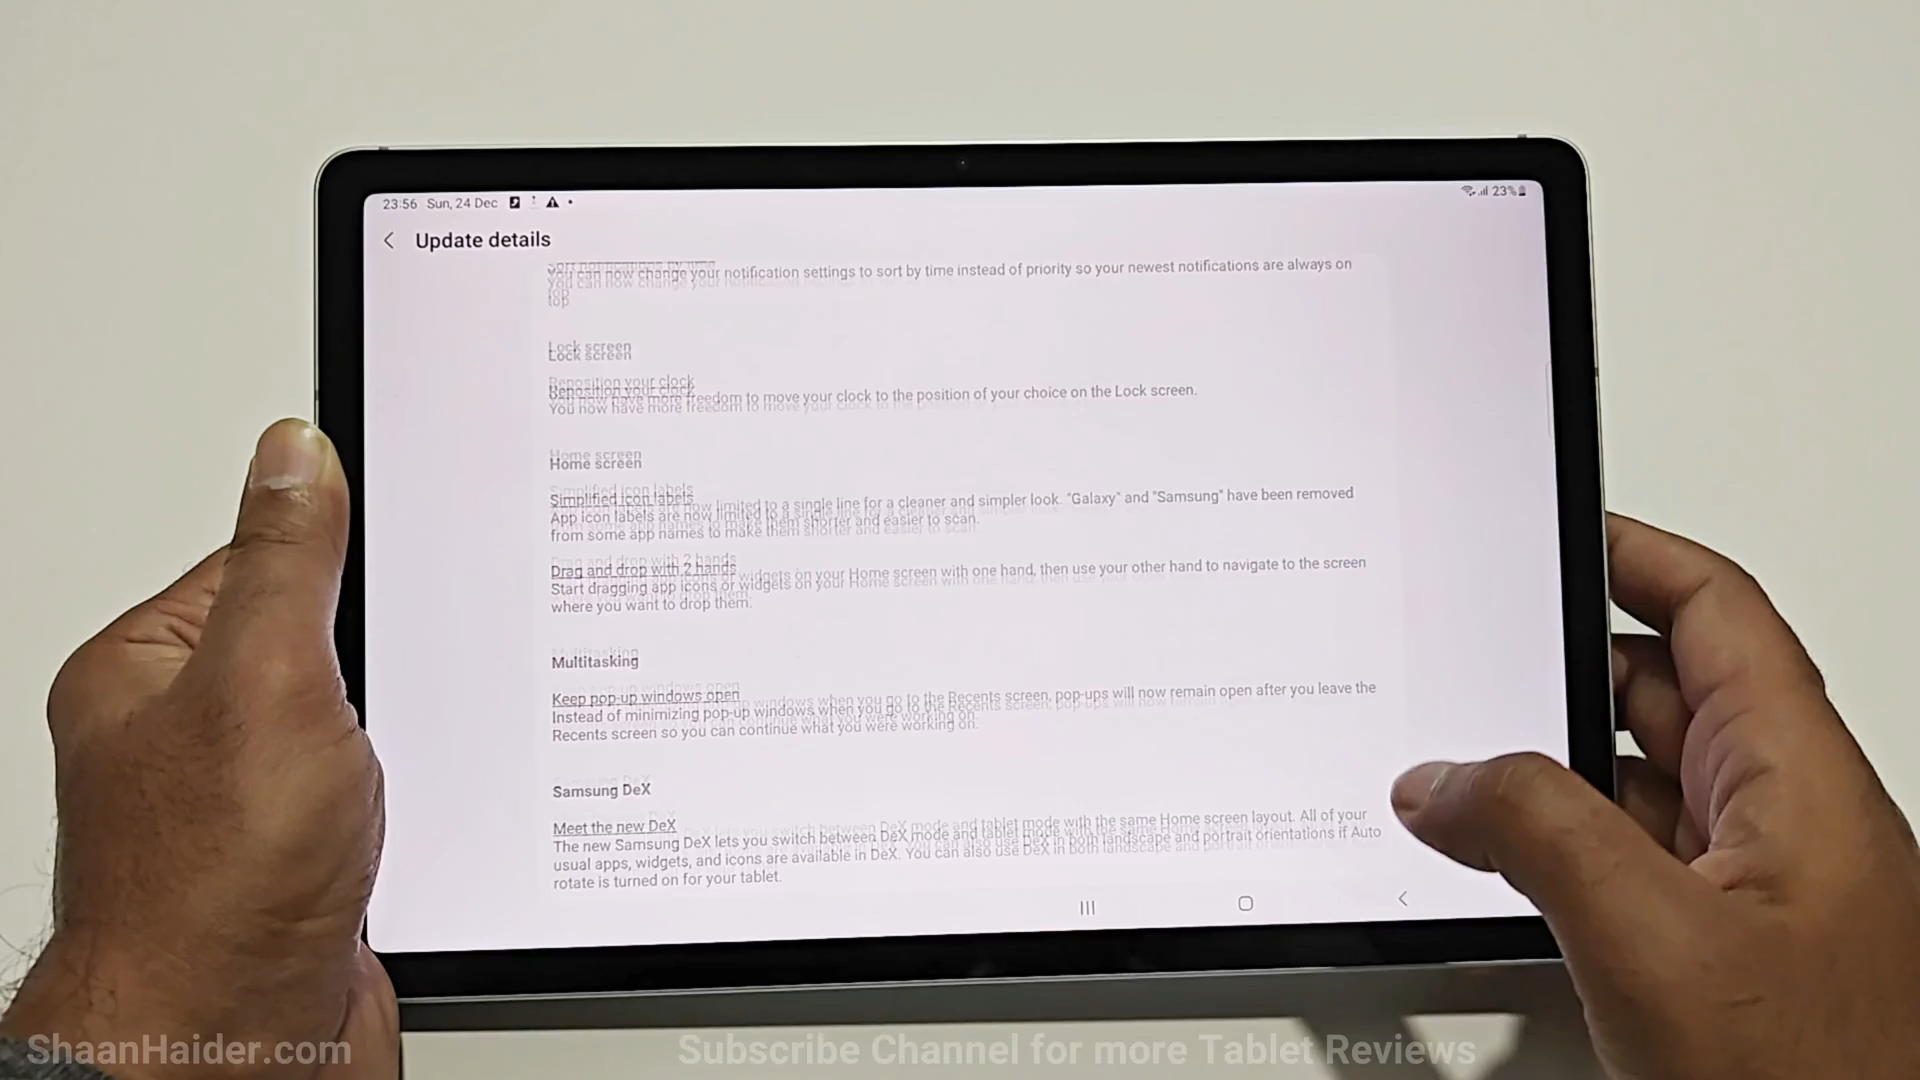 23:56 Sun, 24 Dec
23%
Update details
Sort notifications by time
You can now change your notification settings to sort by time instead of priority so your newest notifications are always on
top
Lock screen
Reposition your clock
You now have more freedom to move your clock to the position of your choice on the Lock screen.
Home screen
Simplified icon labels
App icon labels are now limited to a single line for a cleaner and simpler look. "Galaxy" and "Samsung" have been removed
from some app names to make them shorter and easier to scan.
Drag and drop with 2 hands
Start dragging app icons or widgets on your Home screen with one hand, then use your other hand to navigate to the screen
where you want to drop them.
Multitasking
Keep pop-up windows open
Instead of minimizing pop-up windows when you go to the Recents screen, pop-ups will now remain open after you leave the
Recents screen so you can continue what you were working on.
Samsung DeX
Meet the new DeX
The new Samsung DeX lets you switch between DeX mode and tablet mode with the same Home screen layout. All of your
usual apps, widgets, and icons are available in DeX. You can also use DeX in both landscape and portrait orientations if Auto
rotate is turned on for your tablet.
ShaanHaider.com
Subscribe Channel for more Tablet Reviews